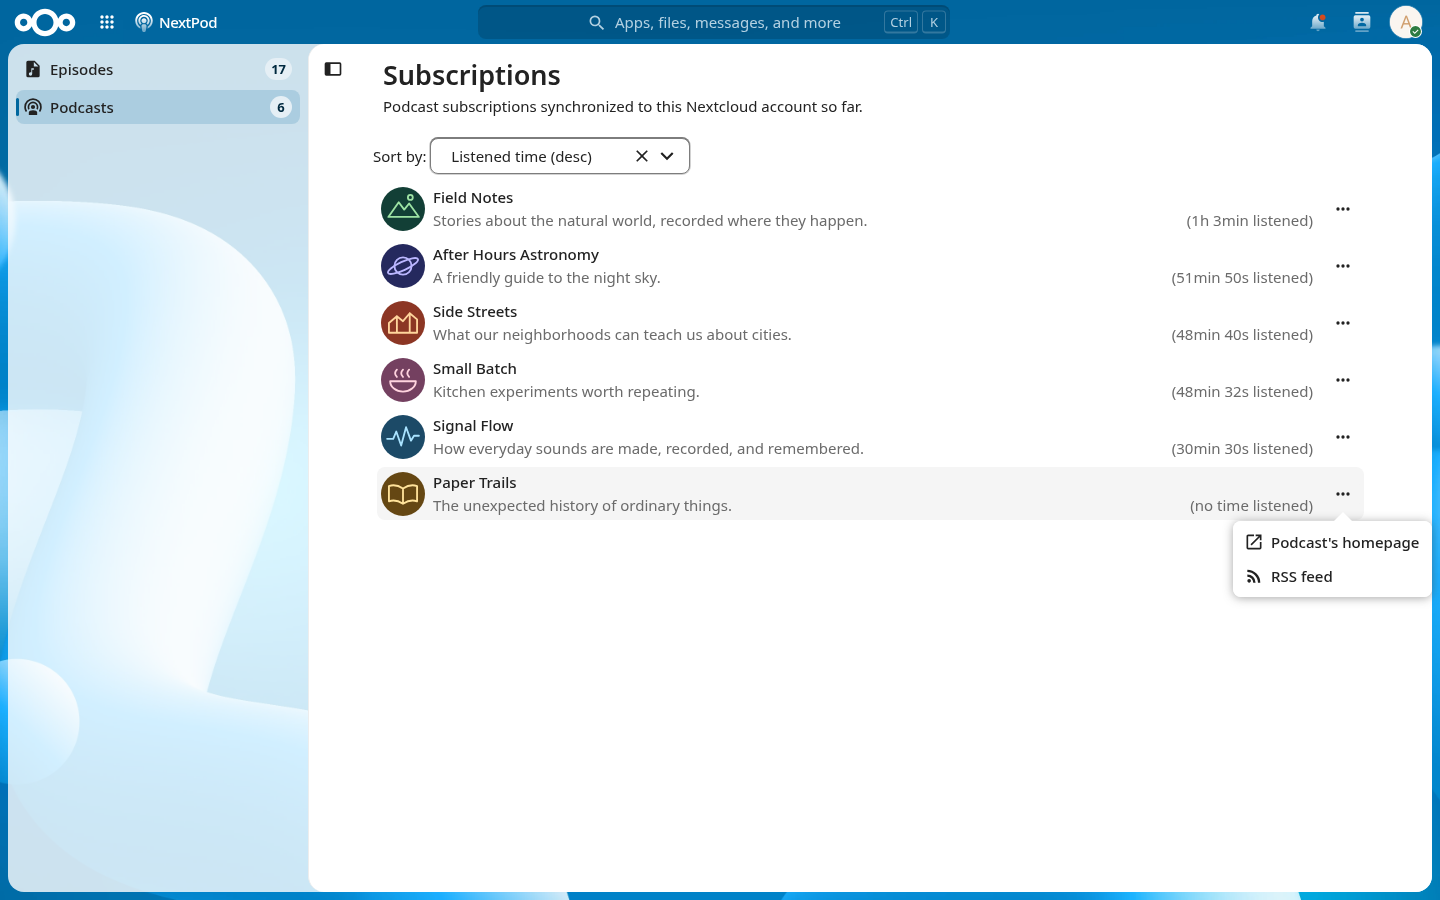 NextPod
Apps, files, messages, and more
Ctrl K
A
Episodes 17
Podcasts 6
Subscriptions
Podcast subscriptions synchronized to this Nextcloud account so far.
Sort by: Listened time (desc)
Field Notes
Stories about the natural world, recorded where they happen. (1h 3min listened)
After Hours Astronomy
A friendly guide to the night sky. (51min 50s listened)
Side Streets
What our neighborhoods can teach us about cities. (48min 40s listened)
Small Batch
Kitchen experiments worth repeating. (48min 32s listened)
Signal Flow
How everyday sounds are made, recorded, and remembered. (30min 30s listened)
Paper Trails
The unexpected history of ordinary things. (no time listened)
Podcast's homepage
RSS feed